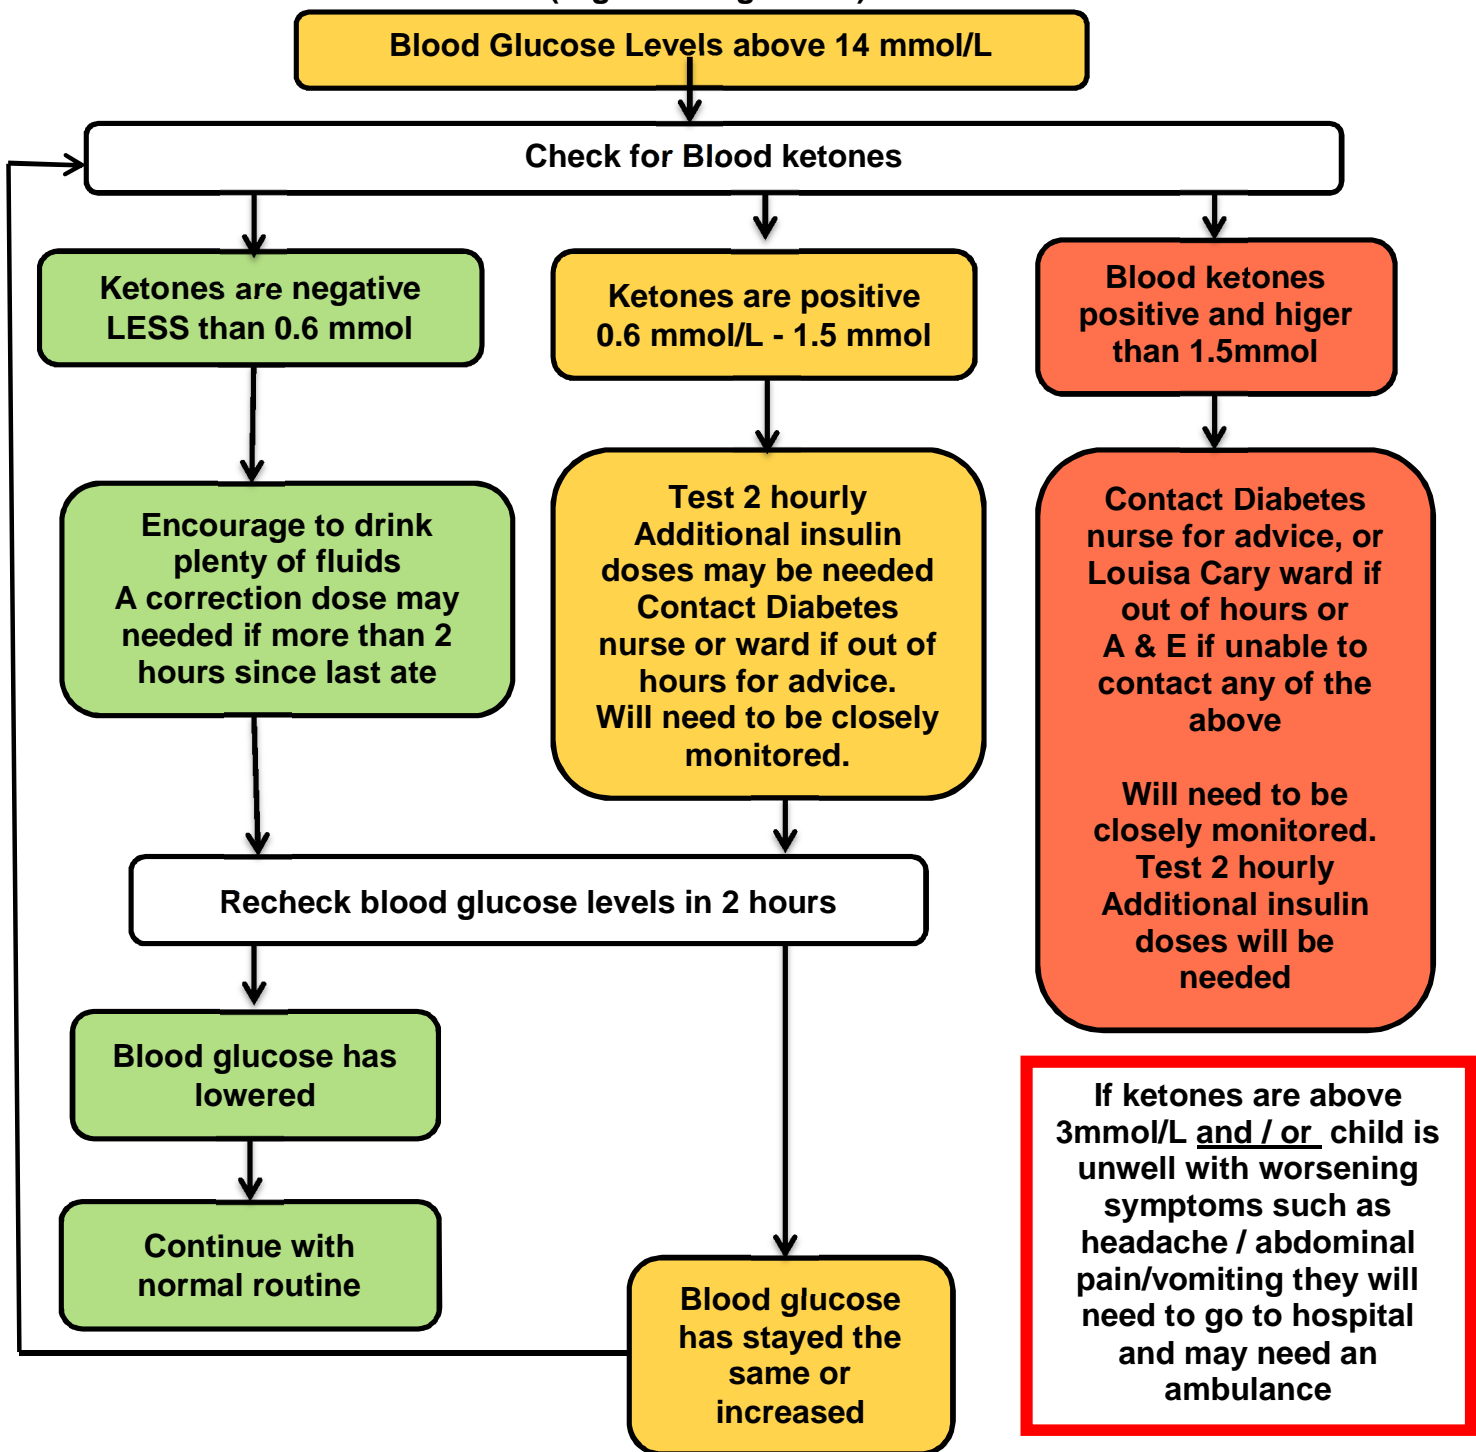 Blood Glucose Levels above 14 mmol/L
Check for Blood ketones
Ketones are negative
LESS than 0.6 mmol
Ketones are positive
0.6 mmol/L - 1.5 mmol
Blood ketones
positive and higer
than 1.5mmol
Encourage to drink
plenty of fluids
A correction dose may
needed if more than 2
hours since last ate
Test 2 hourly
Additional insulin
doses may be needed
Contact Diabetes
nurse or ward if out of
hours for advice.
Will need to be closely
monitored.
Contact Diabetes
nurse for advice, or
Louisa Cary ward if
out of hours or
A & E if unable to
contact any of the
above
Will need to be
closely monitored.
Test 2 hourly
Additional insulin
doses will be
needed
Recheck blood glucose levels in 2 hours
Blood glucose has
lowered
Continue with
normal routine
Blood glucose
has stayed the
same or
increased
If ketones are above
3mmol/L and / or child is
unwell with worsening
symptoms such as
headache / abdominal
pain/vomiting they will
need to go to hospital
and may need an
ambulance